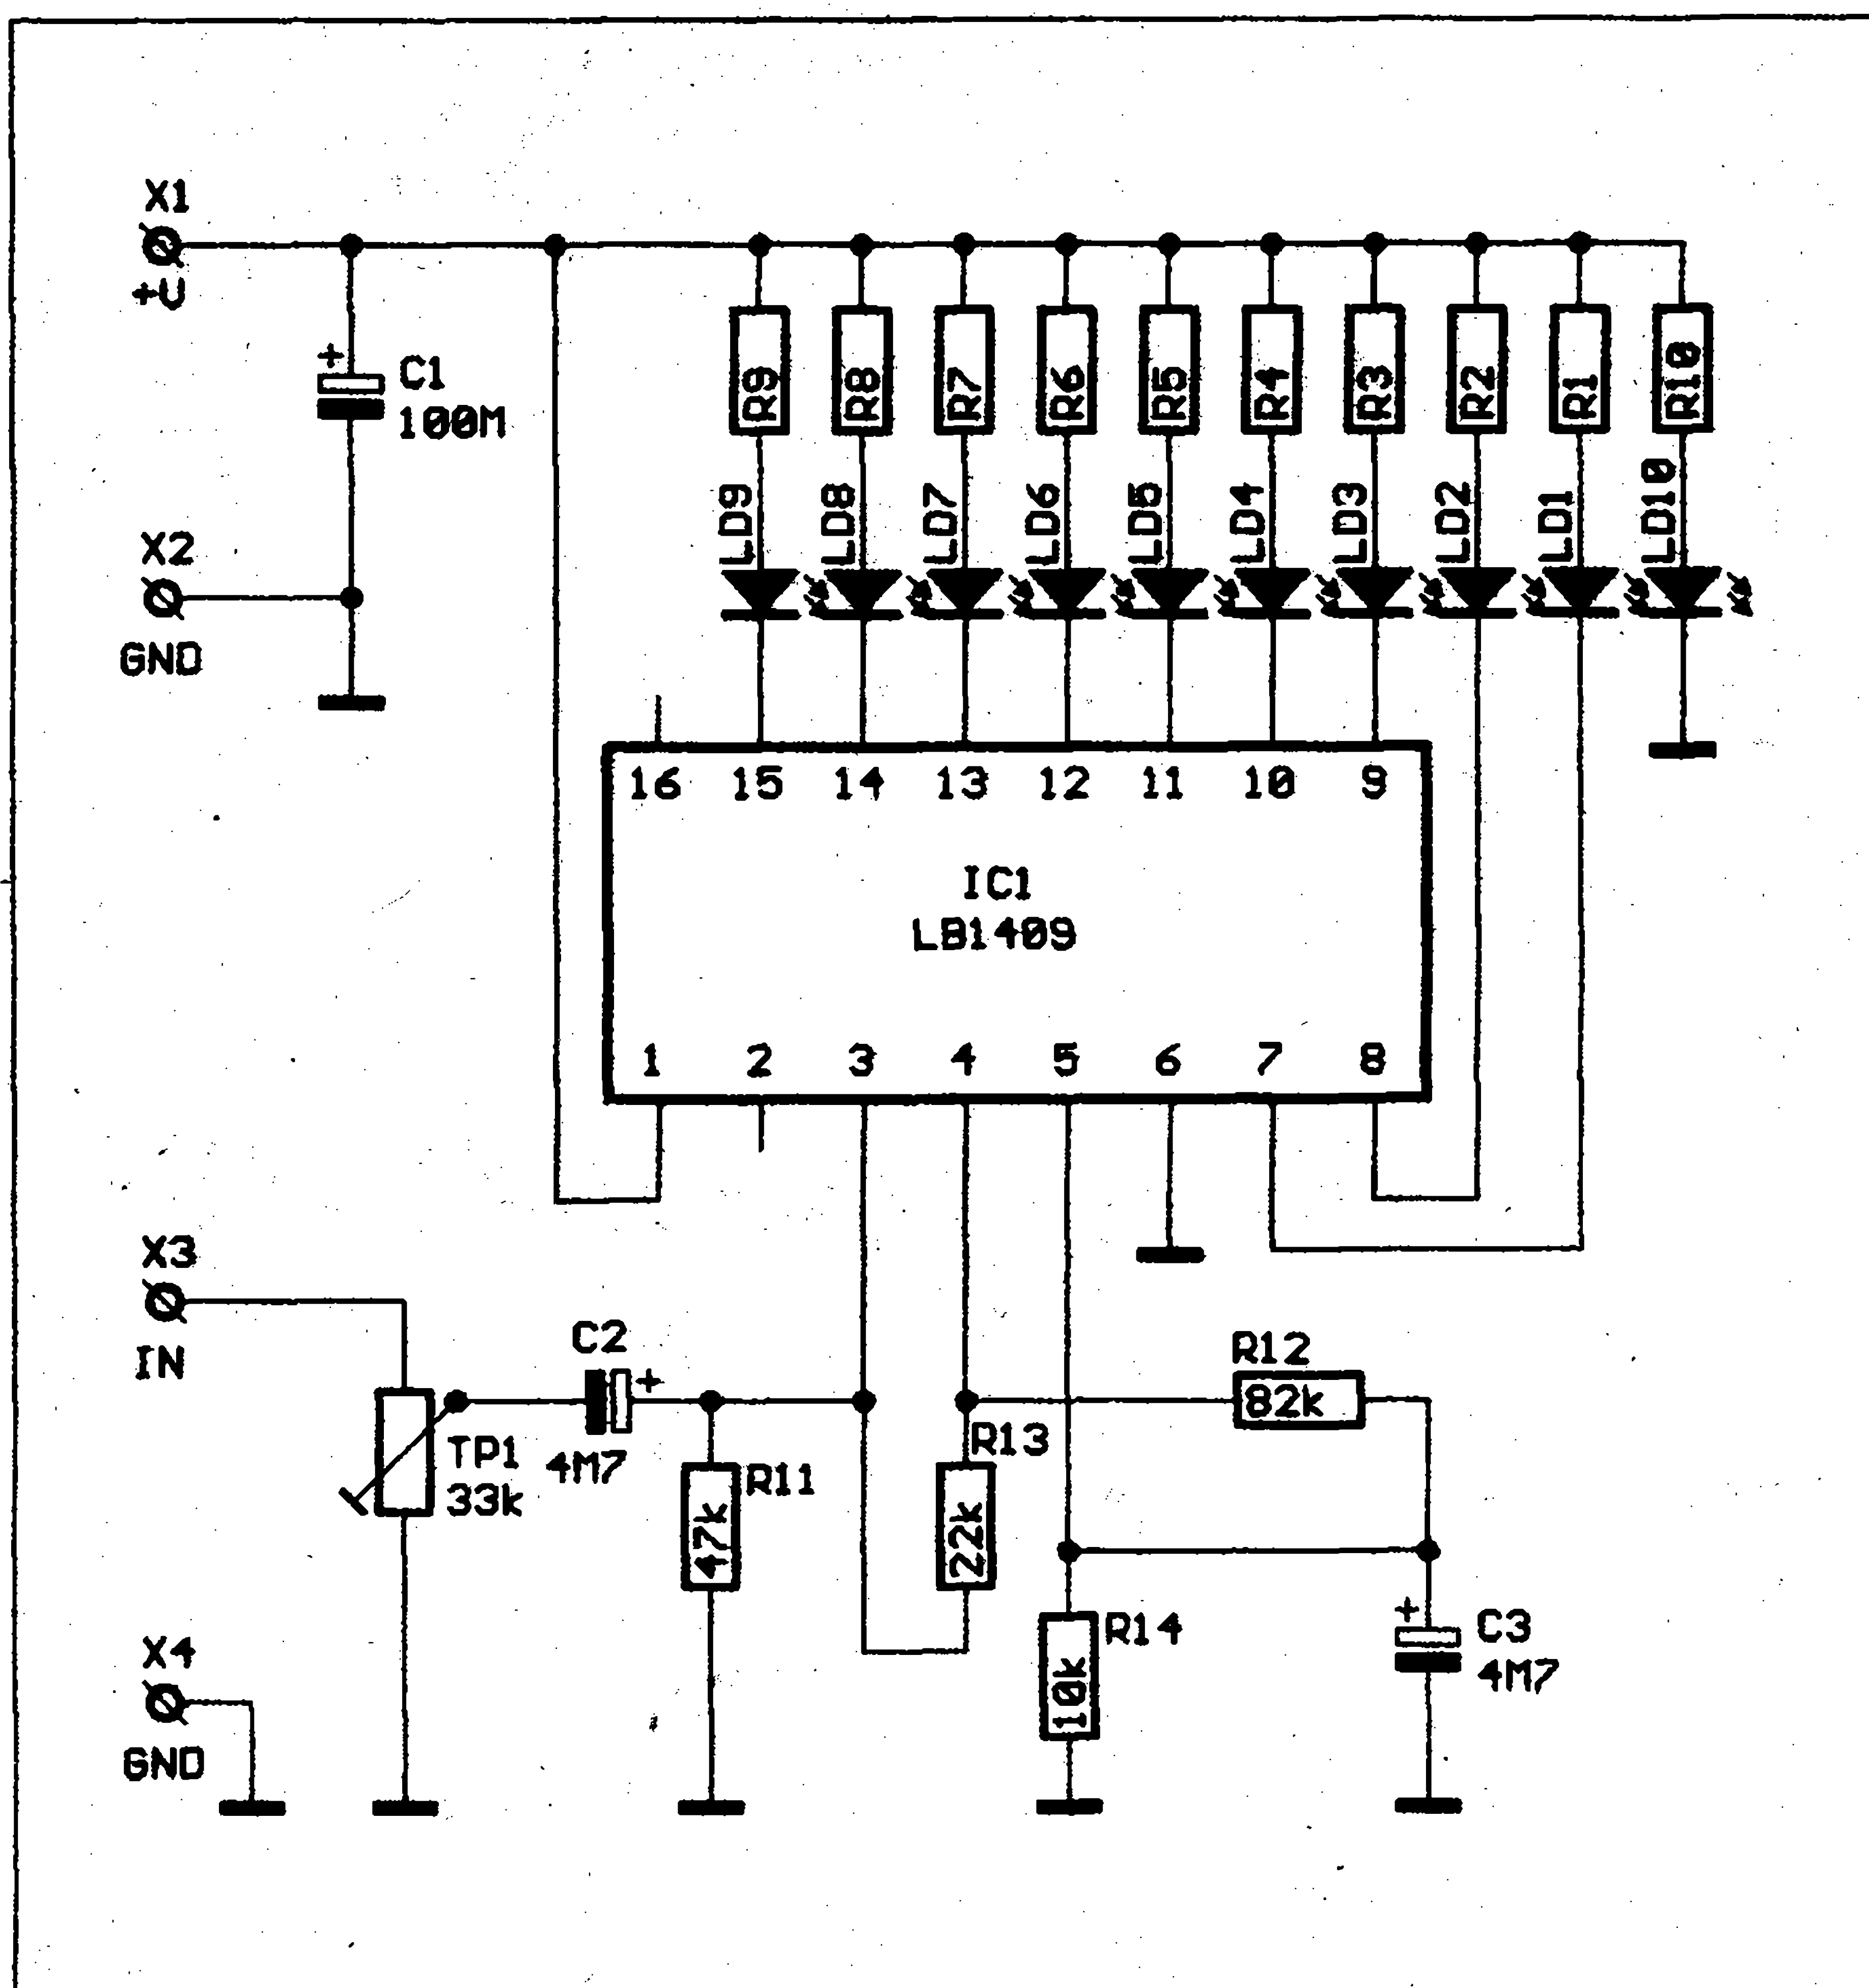 X1
+U
+
C1
100M
X2
GND
R9
R8
R7
R6
R5
R4
R3
R2
R1
R10
LD9
LD8
LD7
LD6
LD5
LD4
LD3
LD2
LD1
LD10
16 15 14 13 12 11 10 9
IC1
LB1409
1 2 3 4 5 6 7 8
X3
IN
TP1
33k
C2
+
4M7
R11
47k
R13
22k
R12
82k
R14
10k
+
C3
4M7
X4
GND